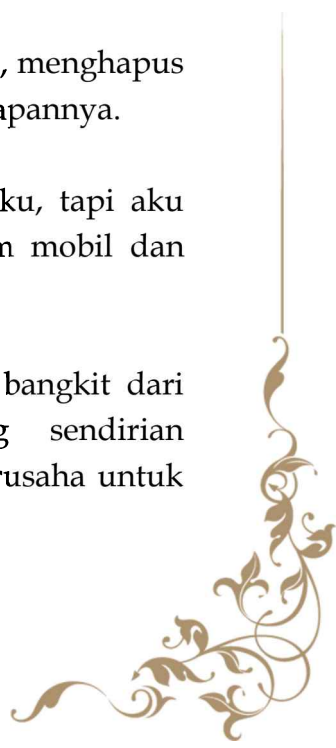 , menghapus
apannya.
ku, tapi aku
mobil dan
bangkit dari
sendirian
rusaha untuk